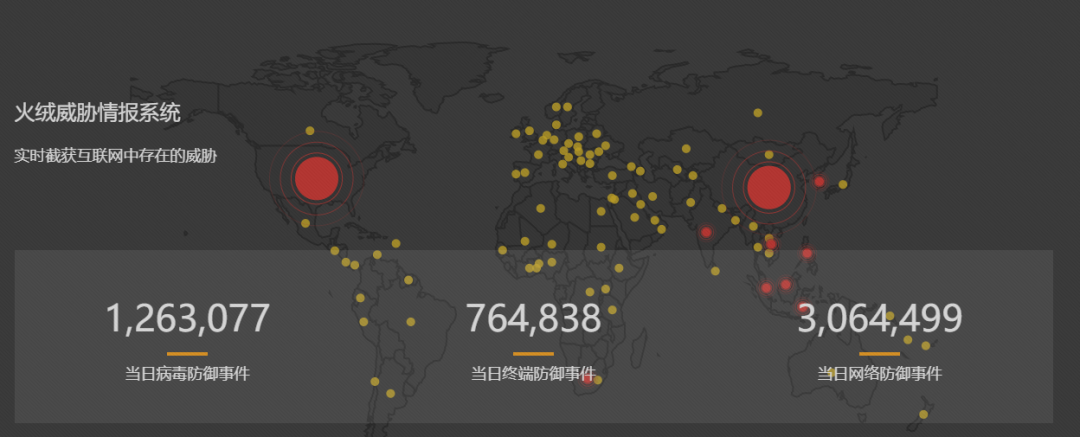 火绒威胁情报系统
实时截获互联网中存在的威胁
1,263,077
764,838
3,064,499
当日病毒防御事件
当日终端防御事件
当日网络防御事件